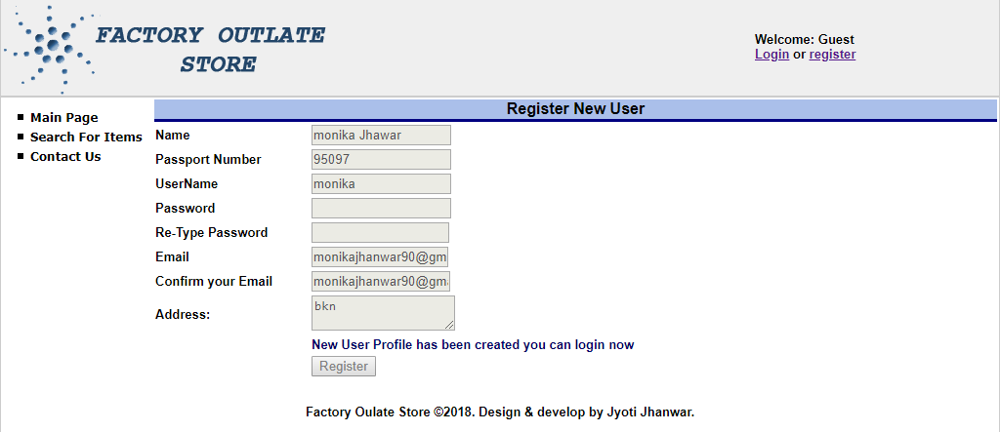 FACTORY OUTLATE
STORE
Welcome: Guest
Login or register
Main Page
Search For Items
Contact Us
Register New User
Name monika Jhawar
Passport Number 95097
UserName monika
Password
Re-Type Password
Email monikajhanwar90@gm
Confirm your Email monikajhanwar90@gm
Address: bkn
New User Profile has been created you can login now
Register
Factory Oulate Store ©2018. Design & develop by Jyoti Jhanwar.